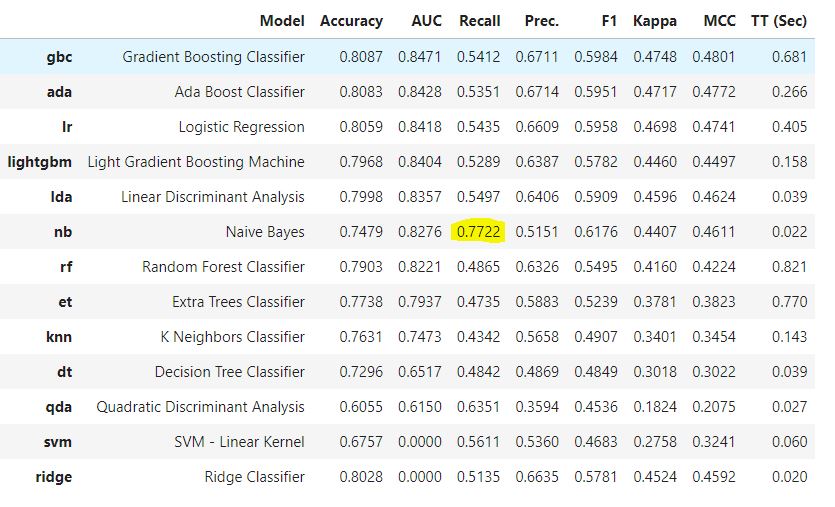 Model Accuracy AUC Recall Prec. F1 Kappa MCC TT (Sec)
gbc Gradient Boosting Classifier 0.8087 0.8471 0.5412 0.6711 0.5984 0.4748 0.4801 0.681
ada Ada Boost Classifier 0.8083 0.8428 0.5351 0.6714 0.5951 0.4717 0.4772 0.266
lr Logistic Regression 0.8059 0.8418 0.5435 0.6609 0.5958 0.4698 0.4741 0.405
lightgbm Light Gradient Boosting Machine 0.7968 0.8404 0.5289 0.6387 0.5782 0.4460 0.4497 0.158
lda Linear Discriminant Analysis 0.7998 0.8357 0.5497 0.6406 0.5909 0.4596 0.4624 0.039
nb Naive Bayes 0.7479 0.8276 0.7722 0.5151 0.6176 0.4407 0.4611 0.022
rf Random Forest Classifier 0.7903 0.8221 0.4865 0.6326 0.5495 0.4160 0.4224 0.821
et Extra Trees Classifier 0.7738 0.7937 0.4735 0.5883 0.5239 0.3781 0.3823 0.770
knn K Neighbors Classifier 0.7631 0.7473 0.4342 0.5658 0.4907 0.3401 0.3454 0.143
dt Decision Tree Classifier 0.7296 0.6517 0.4842 0.4869 0.4849 0.3018 0.3022 0.039
qda Quadratic Discriminant Analysis 0.6055 0.6150 0.6351 0.3594 0.4536 0.1824 0.2075 0.027
svm SVM - Linear Kernel 0.6757 0.0000 0.5611 0.5360 0.4683 0.2758 0.3241 0.060
ridge Ridge Classifier 0.8028 0.0000 0.5135 0.6635 0.5781 0.4524 0.4592 0.020